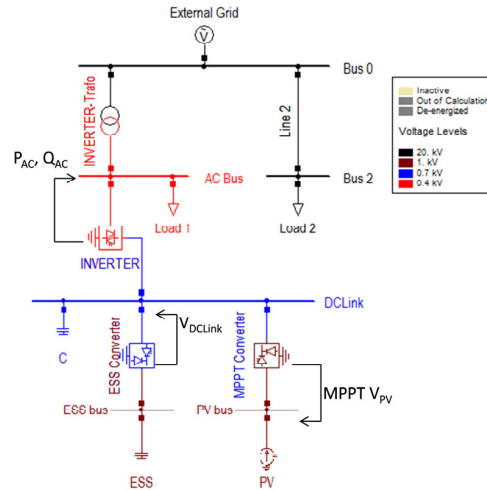 External Grid
V
Bus 0
INVERTER-Trafo
Line 2
Inactive
Out of Calculation
De-energized
Voltage Levels
20. kV
1. kV
0.7 kV
0.4 kV
P_AC, Q_AC
AC Bus
Bus 2
Load 1
Load 2
INVERTER
DCLink
C
ESS Converter
V_DCLink
MPPT Converter
MPPT V_PV
ESS bus
PV bus
ESS
PV